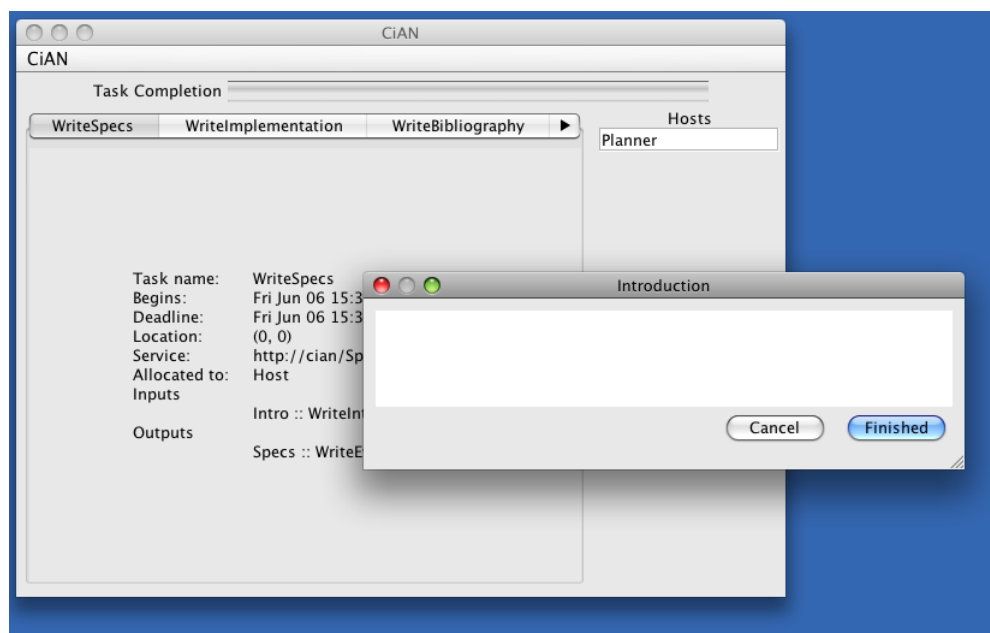 CiAN
CiAN
Task Completion
WriteSpecs WriteImplementation WriteBibliography
Hosts
Planner
Task name: WriteSpecs
Begins: Fri Jun 06 15:3
Deadline: Fri Jun 06 15:3
Location: (0, 0)
Service: http://cian/Sp
Allocated to: Host
Inputs
Intro :: WriteInt
Outputs
Specs :: WriteE
Introduction
Cancel Finished